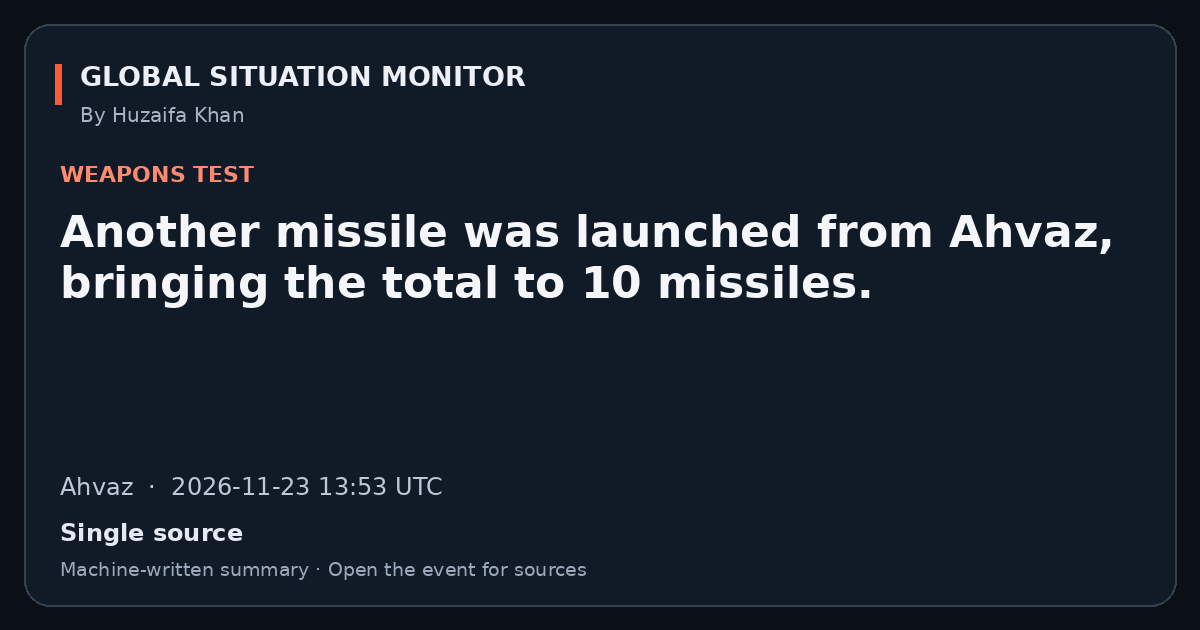 GLOBAL SITUATION MONITOR
By Huzaifa Khan
WEAPONS TEST
Another missile was launched from Ahvaz,
bringing the total to 10 missiles.
Ahvaz · 2026-11-23 13:53 UTC
Single source
Machine-written summary · Open the event for sources